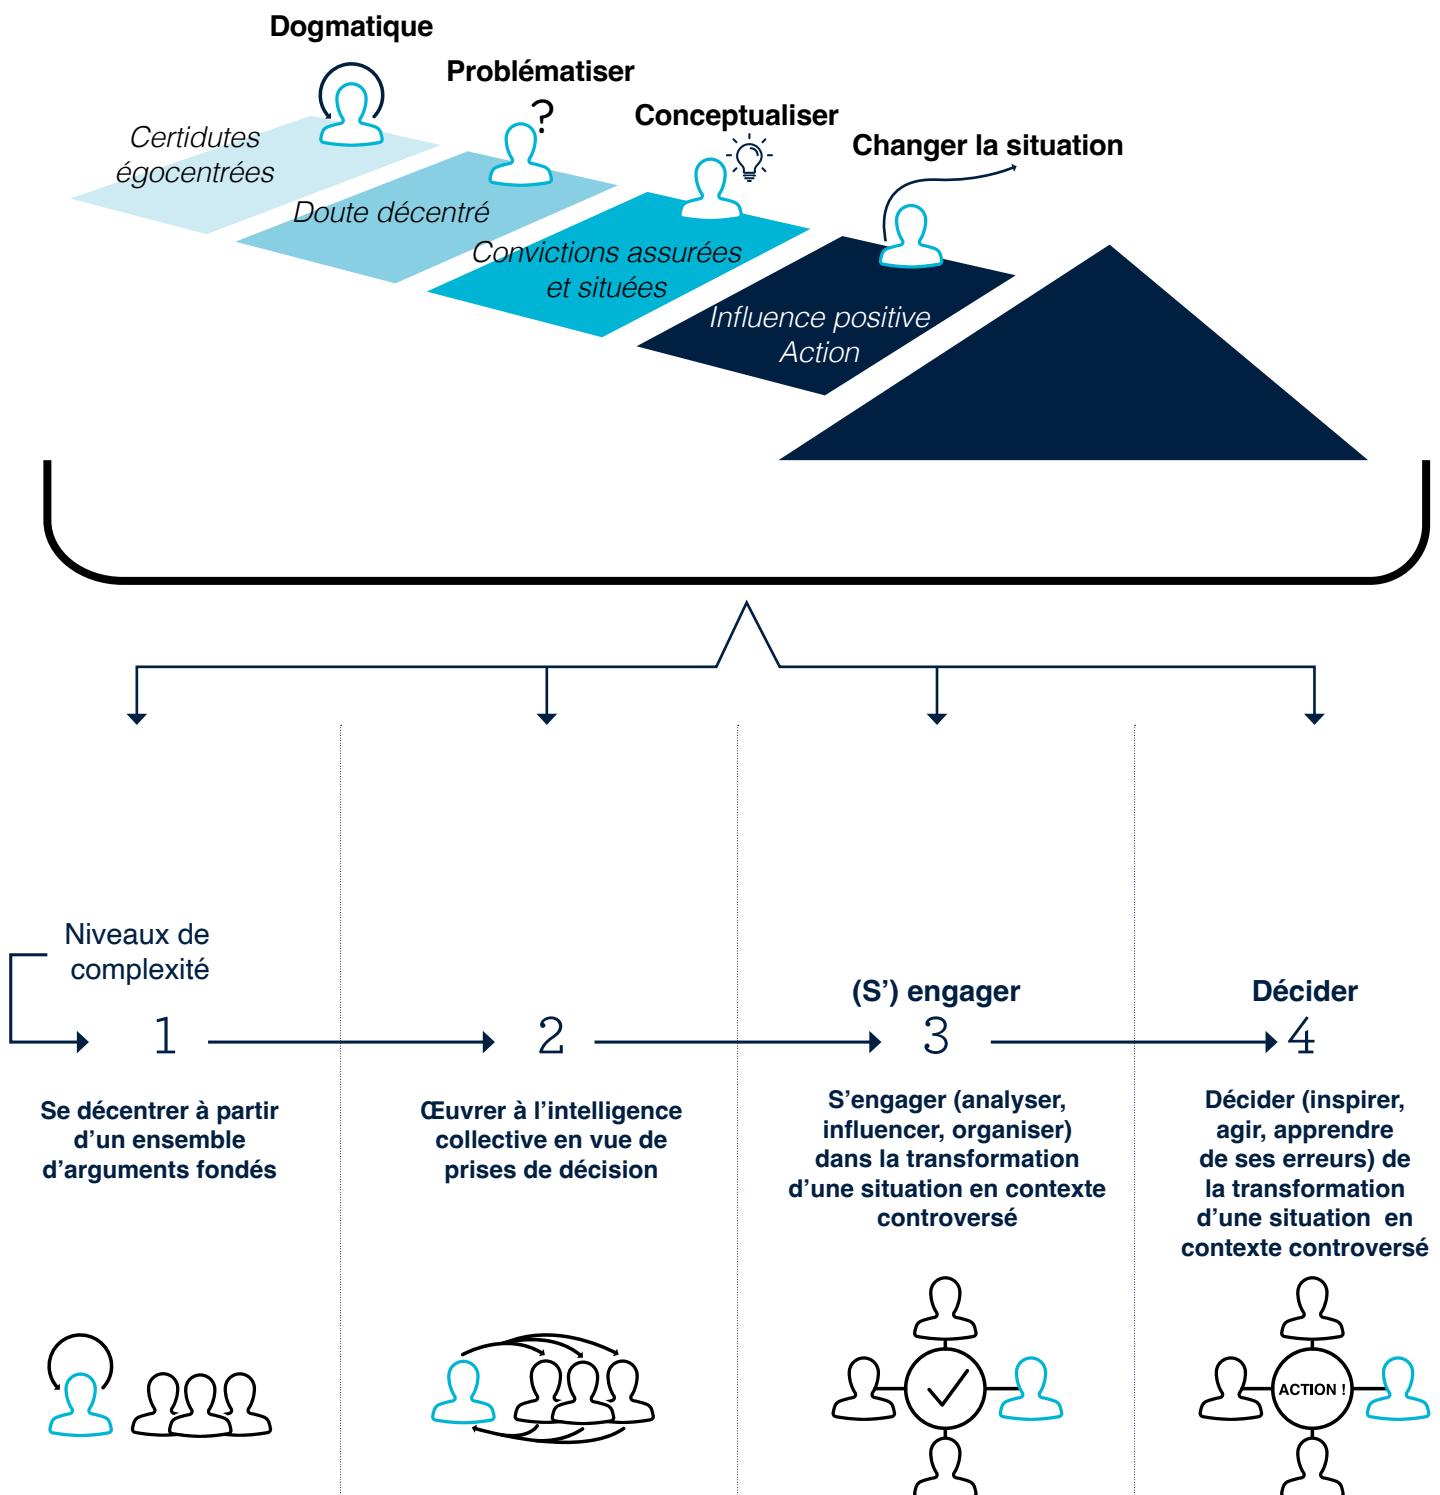 Dogmatique
Problématiser
?
Conceptualiser
Changer la situation
Certidutes
égocentrées
Doute décentré
Convictions assurées
et situées
Influence positive
Action
Niveaux de
complexité
(S’) engager
Décider
1
2
3
4
Se décentrer à partir
d’un ensemble
d’arguments fondés
Œuvrer à l’intelligence
collective en vue de
prises de décision
S’engager (analyser,
influencer, organiser)
dans la transformation
d’une situation en contexte
controversé
Décider (inspirer,
agir, apprendre
de ses erreurs) de
la transformation
d’une situation en
contexte controversé
ACTION !